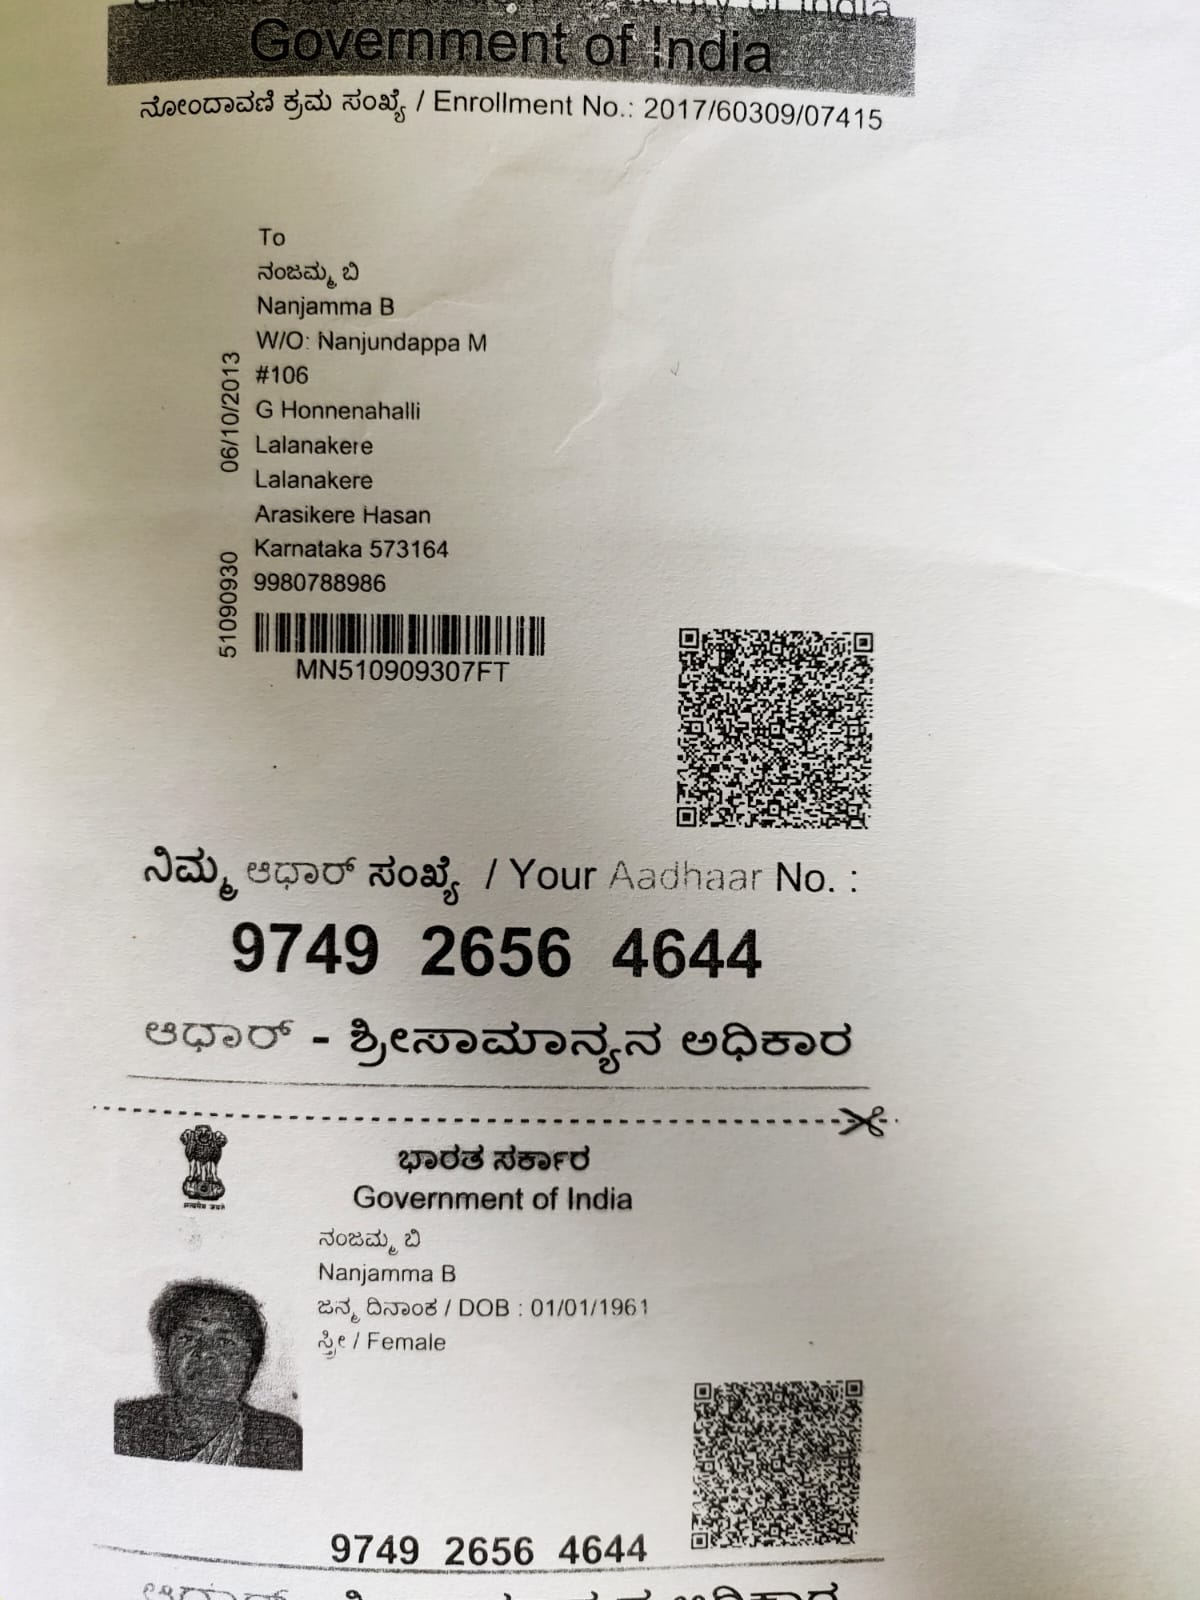 Government of India
ನೋಂದಾವಣಿ ಕ್ರಮ ಸಂಖ್ಯೆ / Enrollment No.: 2017/60309/07415
To
ನಂಜಮ್ಮ ಬಿ
Nanjamma B
W/O: Nanjundappa M
#106
G Honnenahalli
Lalanakere
Lalanakere
Arasikere Hasan
Karnataka 573164
9980788986
06/10/2013
51090930
MN510909307FT
ನಿಮ್ಮ ಆಧಾರ್ ಸಂಖ್ಯೆ / Your Aadhaar No. :
9749 2656 4644
ಆಧಾರ್ - ಶ್ರೀಸಾಮಾನ್ಯನ ಅಧಿಕಾರ
ಭಾರತ ಸರ್ಕಾರ
Government of India
ನಂಜಮ್ಮ ಬಿ
Nanjamma B
ಜನ್ಮ ದಿನಾಂಕ / DOB : 01/01/1961
ಸ್ತ್ರೀ / Female
9749 2656 4644